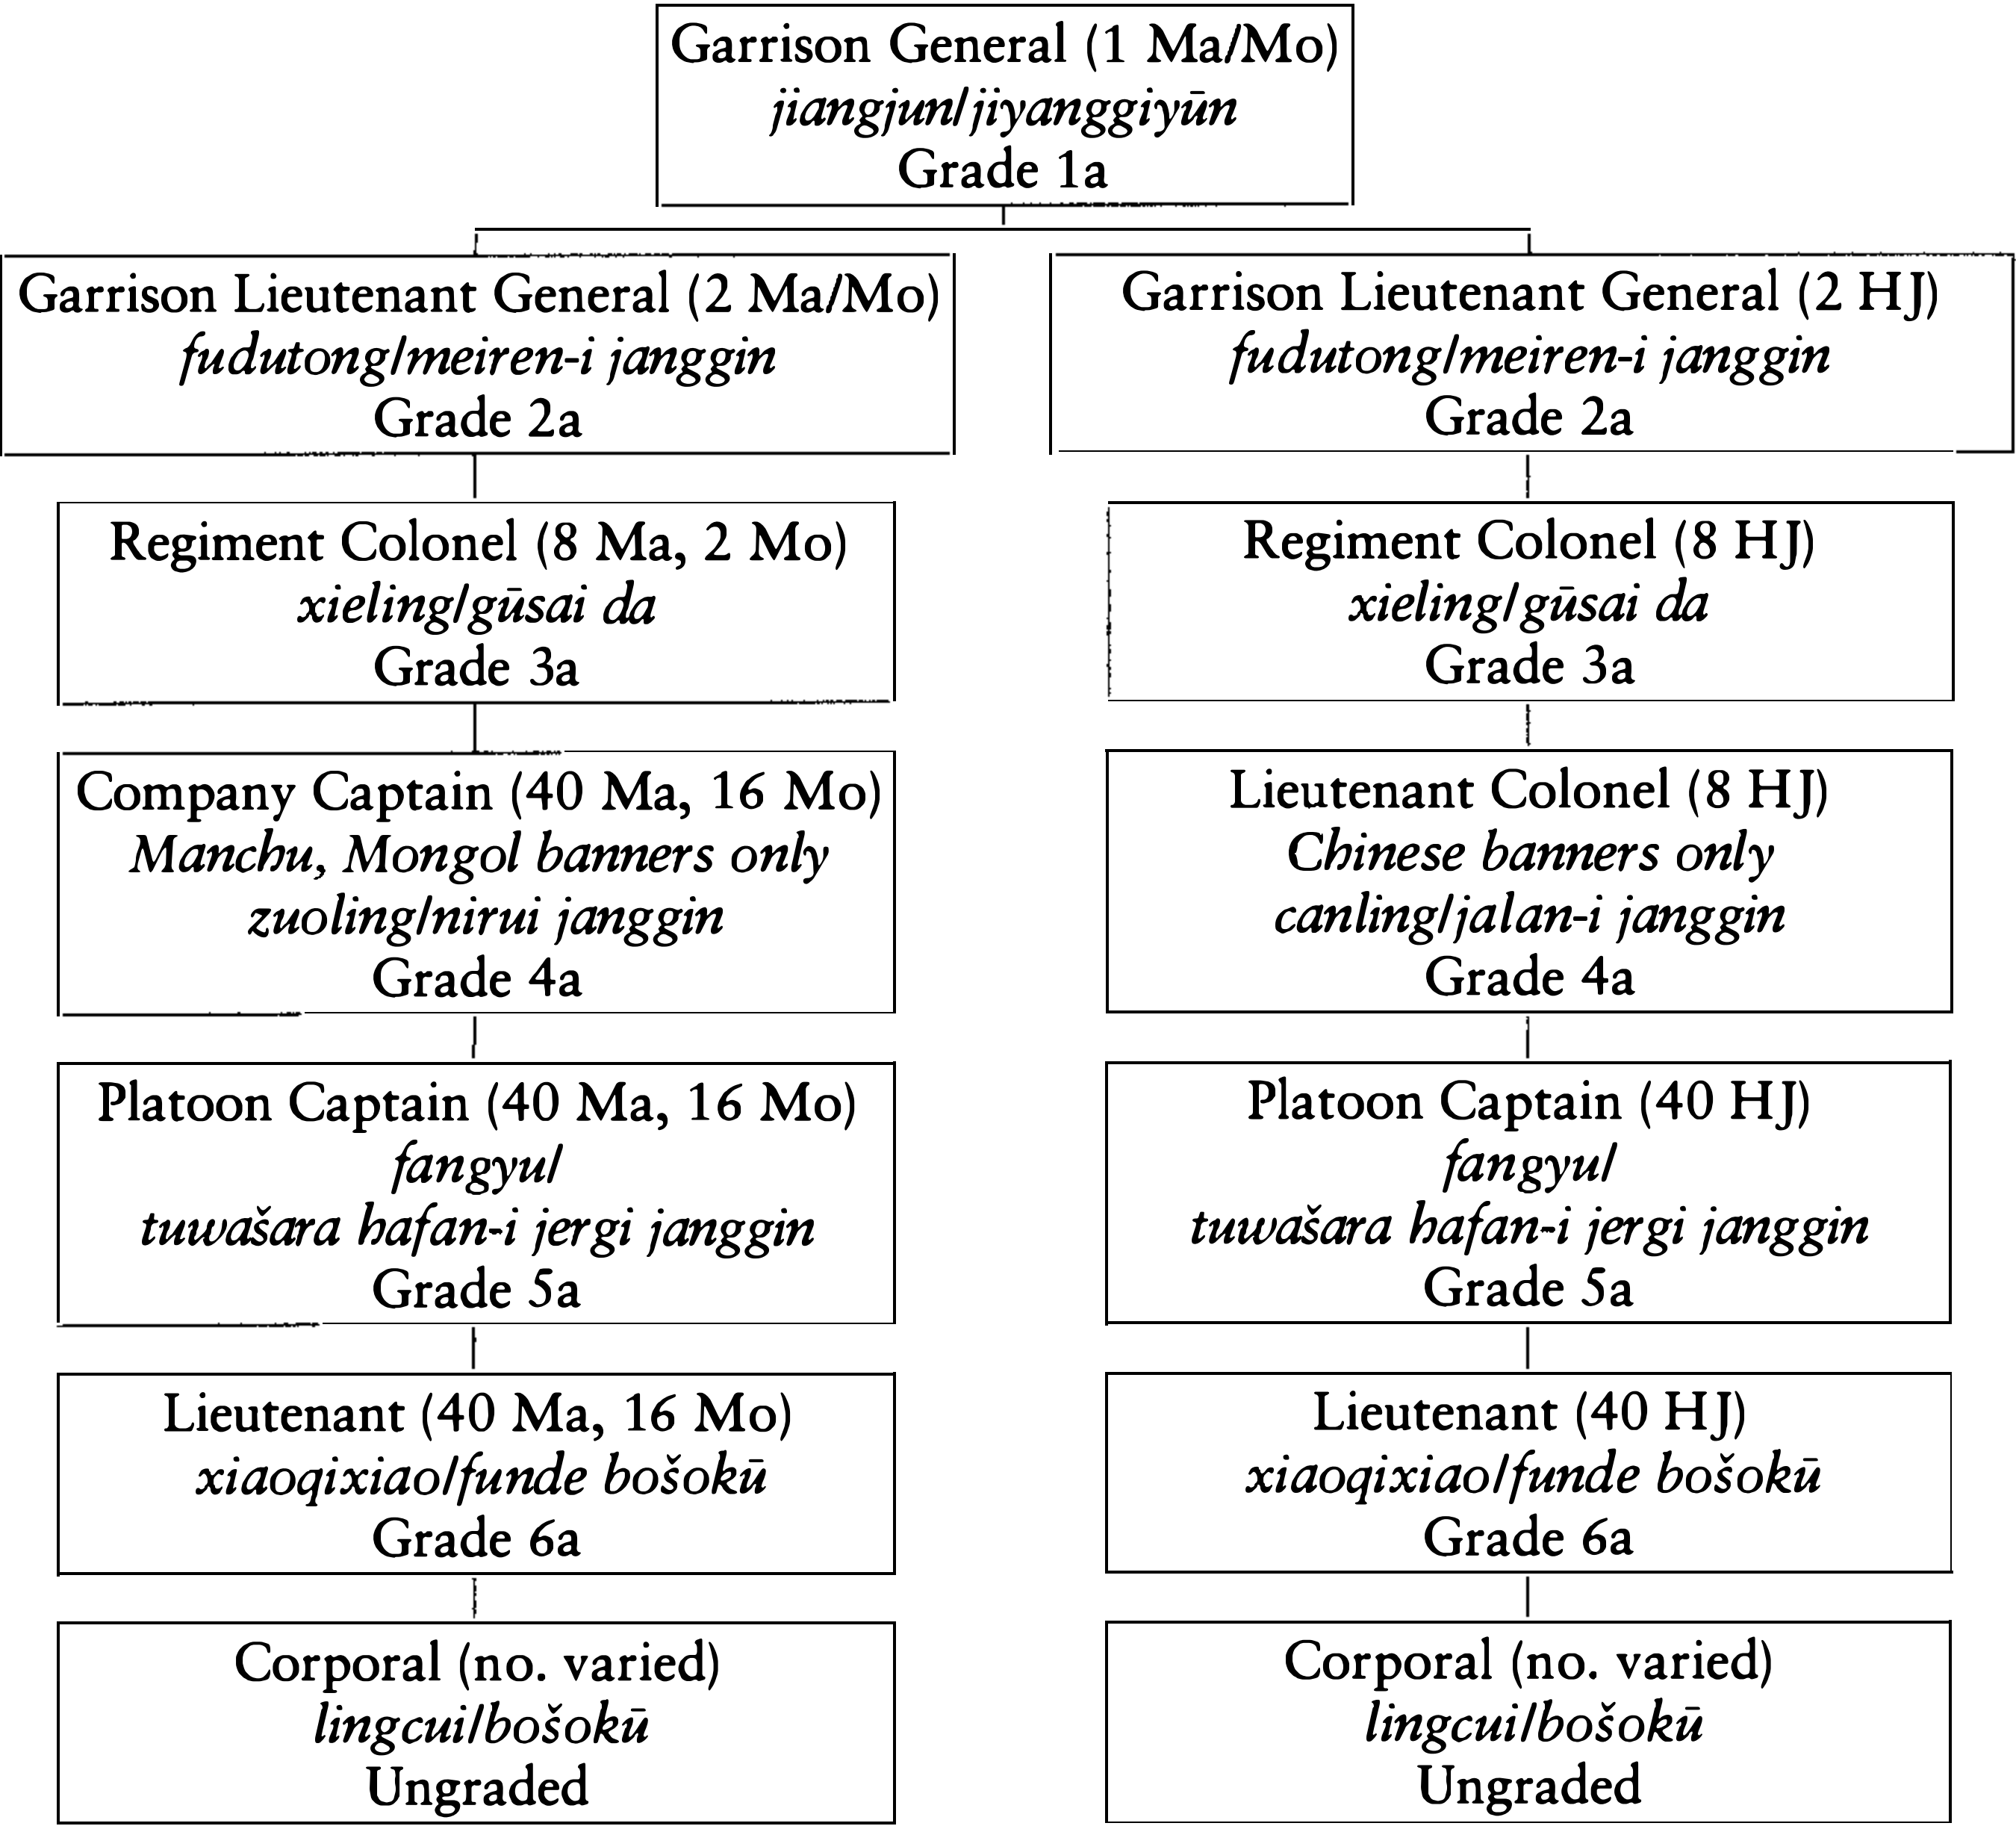 Garrison General (1 Ma/Mo)
jiangjun/jiyanggiyūn
Grade 1a
Garrison Lieutenant General (2 Ma/Mo)
fudutong/meiren-i janggin
Grade 2a
Garrison Lieutenant General (2 HJ)
fudutong/meiren-i janggin
Grade 2a
Regiment Colonel (8 Ma, 2 Mo)
xieling/gūsai da
Grade 3a
Regiment Colonel (8 HJ)
xieling/gūsai da
Grade 3a
Company Captain (40 Ma, 16 Mo)
Manchu, Mongol banners only
zuoling/nirui janggin
Grade 4a
Lieutenant Colonel (8 HJ)
Chinese banners only
canling/jalan-i janggin
Grade 4a
Platoon Captain (40 Ma, 16 Mo)
fangyu/
tuwašara hafan-i jergi janggin
Grade 5a
Platoon Captain (40 HJ)
fangyu/
tuwašara hafan-i jergi janggin
Grade 5a
Lieutenant (40 Ma, 16 Mo)
xiaoqixiao/funde bošokū
Grade 6a
Lieutenant (40 HJ)
xiaoqixiao/funde bošokū
Grade 6a
Corporal (no. varied)
lingcui/bošokū
Ungraded
Corporal (no. varied)
lingcui/bošokū
Ungraded